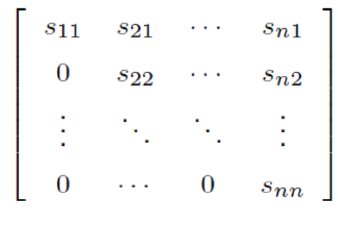 s11 s21 ⋯ sn1
0 s22 ⋯ sn2
⋮ ⋱ ⋱ ⋮
0 ⋯ 0 snn